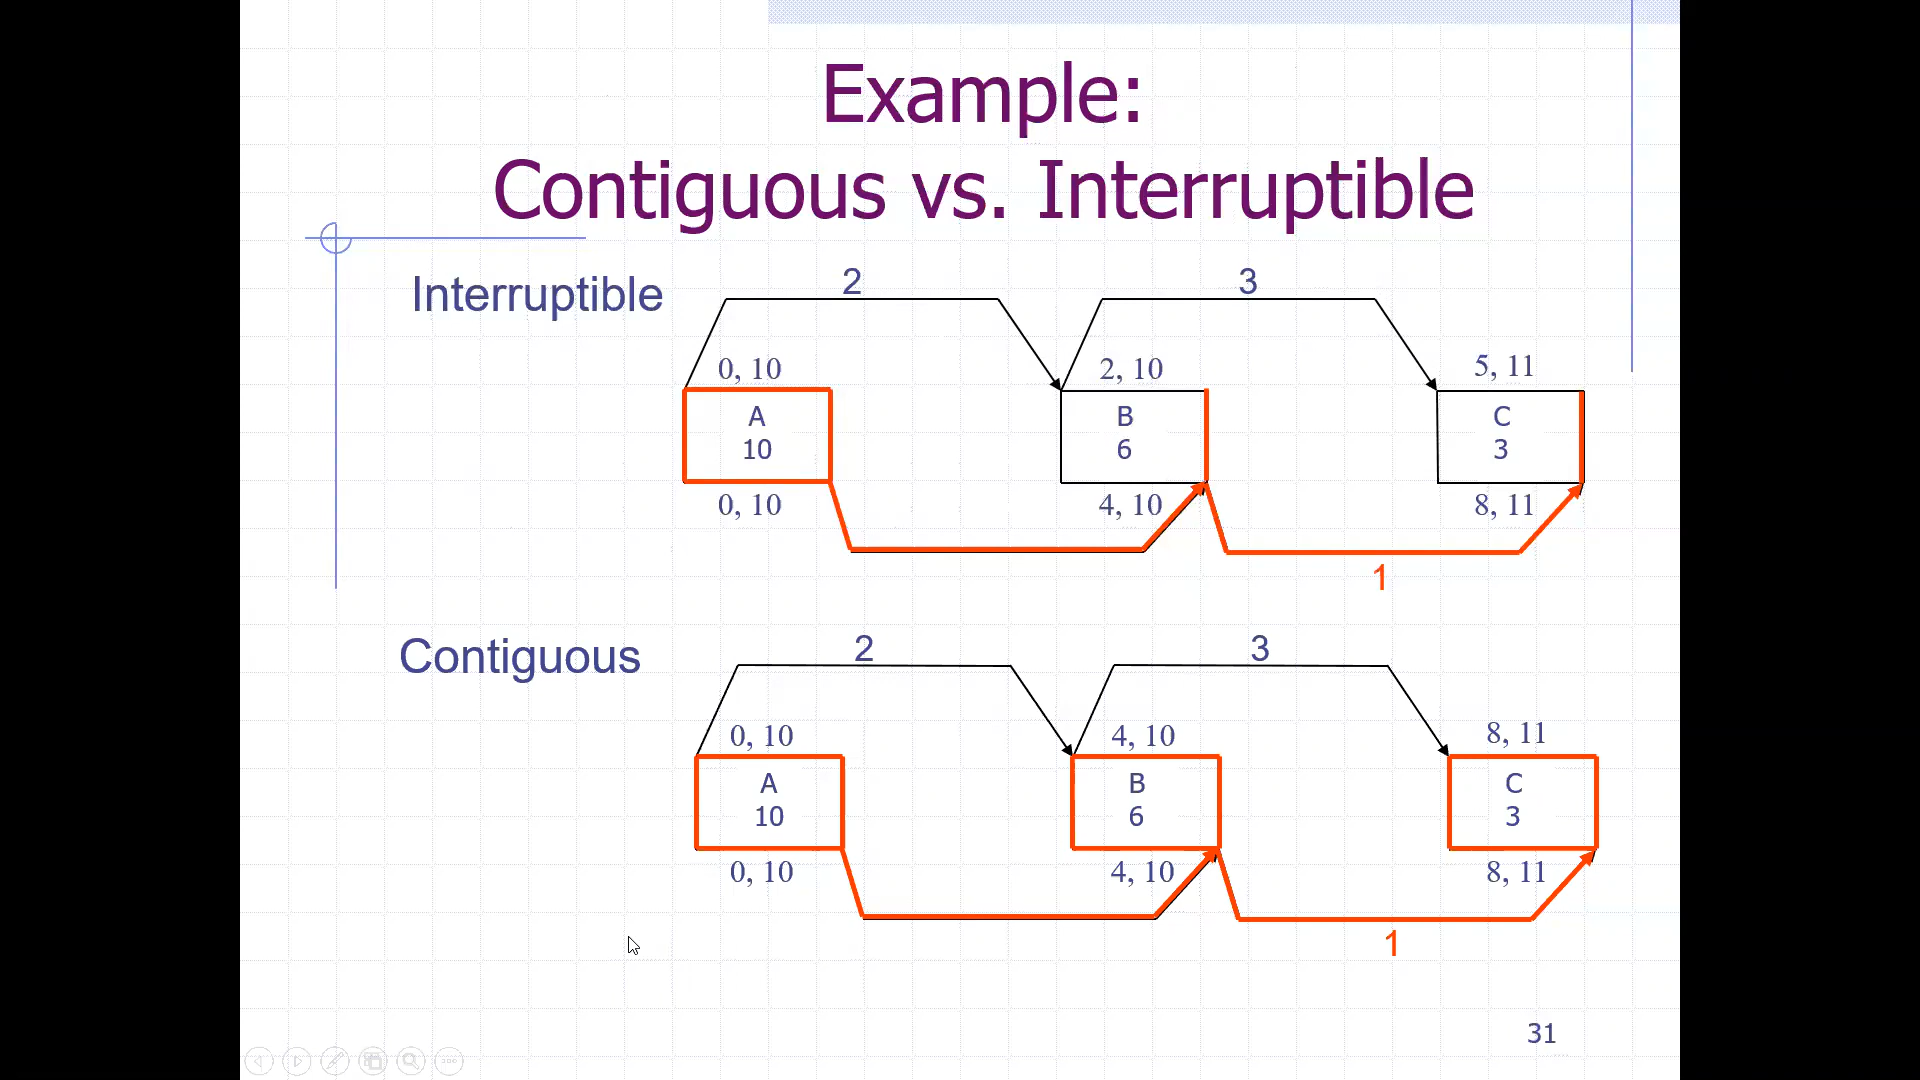 Example:
Contiguous vs. Interruptible
Interruptible
2
3
0, 10
2, 10
5, 11
A
10
B
6
C
3
0, 10
4, 10
8, 11
1
Contiguous
2
3
0, 10
4, 10
8, 11
A
10
B
6
C
3
0, 10
4, 10
8, 11
1
31